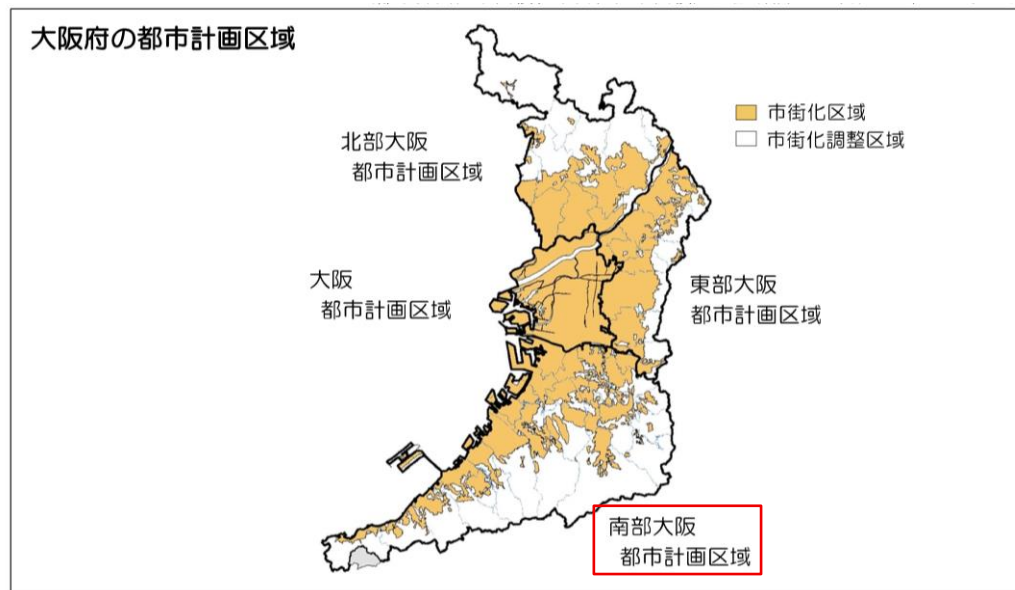 大阪府の都市計画区域
市街化区域
市街化調整区域
北部大阪
都市計画区域
大阪
都市計画区域
東部大阪
都市計画区域
南部大阪
都市計画区域